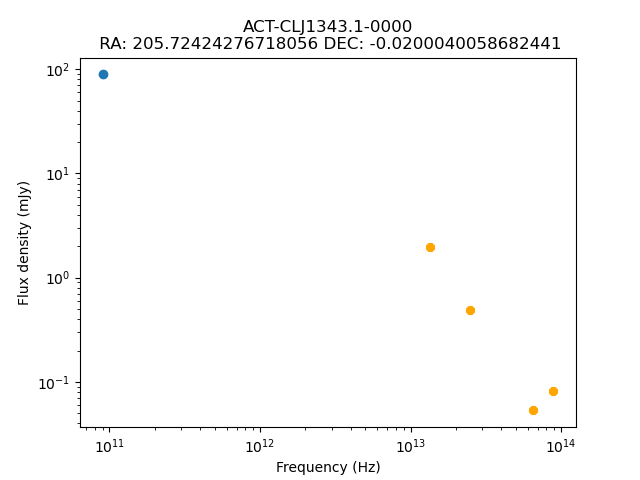 ACT-CLJ1343.1-0000
RA: 205.72424276718056 DEC: -0.0200040058682441
10^2
10^1
10^0
10^-1
Flux density (mJy)
10^11
10^12
10^13
10^14
Frequency (Hz)